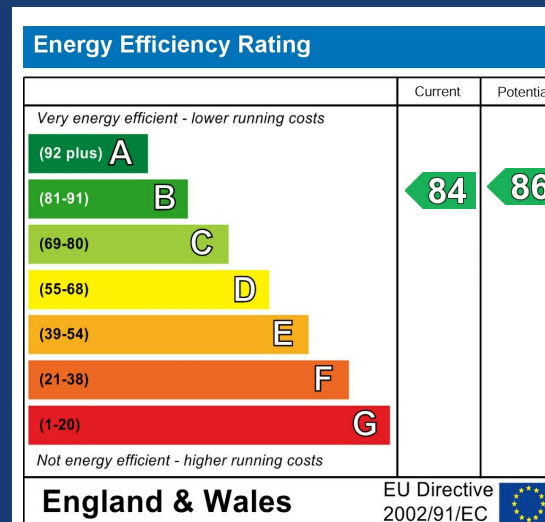 Energy Efficiency Rating
Current Potentia
Very energy efficient - lower running costs
(92 plus) A
(81-91) B
84 86
(69-80) C
(55-68) D
(39-54) E
(21-38) F
(1-20) G
Not energy efficient - higher running costs
England & Wales
EU Directive
2002/91/EC